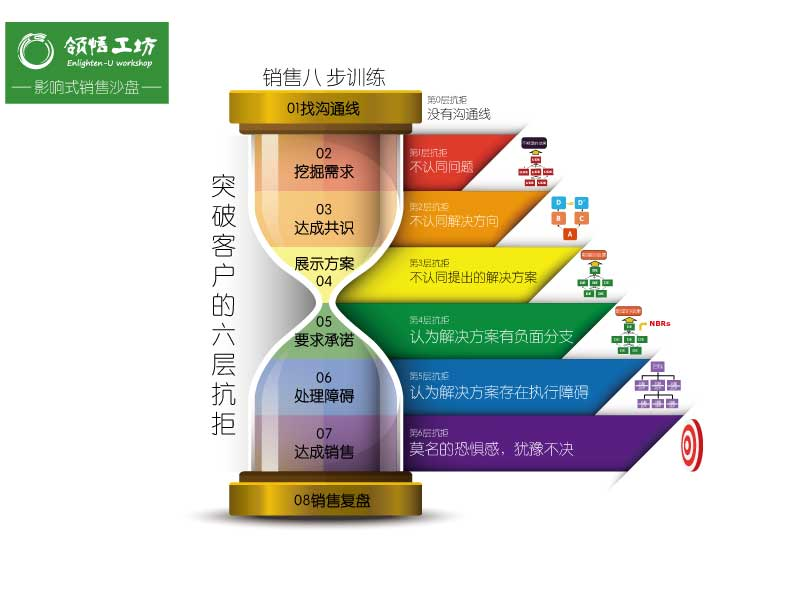 领悟工坊
Enlighten-U workshop
影响式销售沙盘
销售八步训练
突破客户的六层抗拒
01找沟通线
第0层抗拒
没有沟通线
02
挖掘需求
第1层抗拒
不认同问题
03
达成共识
第2层抗拒
不认同解决方向
D
D'
B
C
A
展示方案
04
第3层抗拒
不认同提出的解决方案
05
要求承诺
第4层抗拒
认为解决方案有负面分支
NBRs
06
处理障碍
第5层抗拒
认为解决方案存在执行障碍
07
达成销售
第6层抗拒
莫名的恐惧感，犹豫不决
08销售复盘